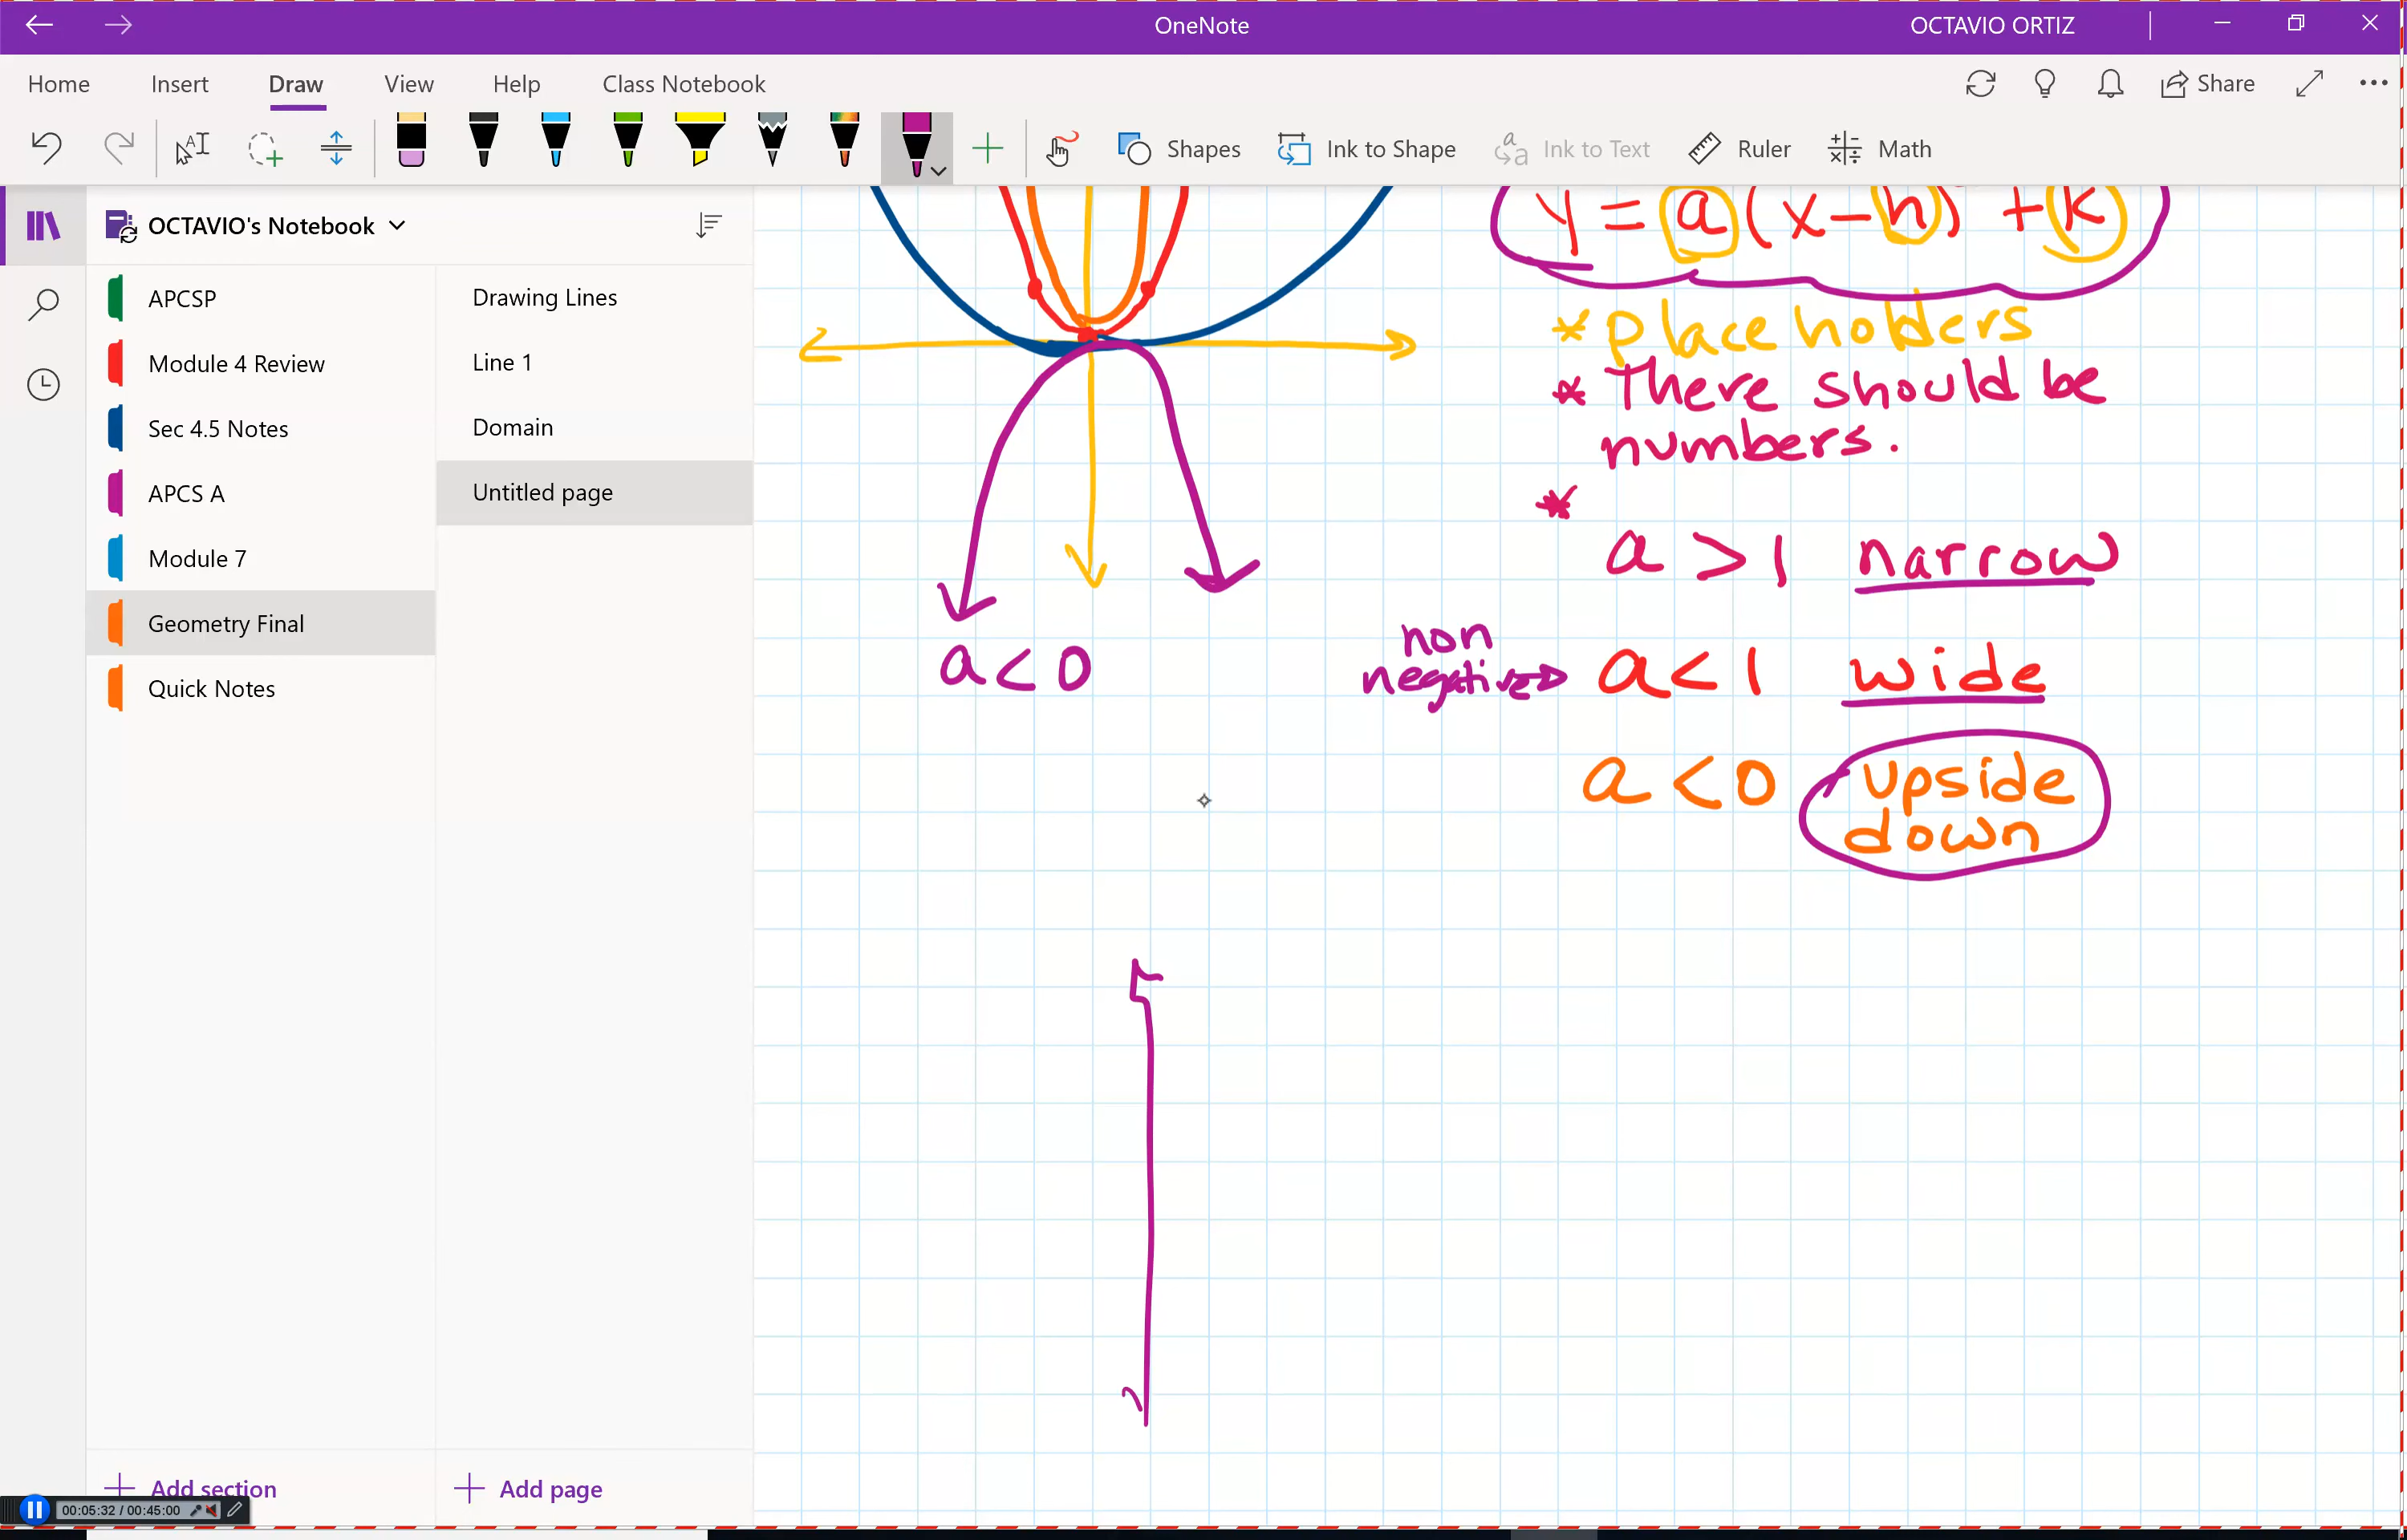 OneNote
OCTAVIO ORTIZ
Home Insert Draw View Help Class Notebook Share
Shapes Ink to Shape Ink to Text Ruler Math
OCTAVIO's Notebook
APCSP
Module 4 Review
Sec 4.5 Notes
APCS A
Module 7
Geometry Final
Quick Notes
Add section
Drawing Lines
Line 1
Domain
Untitled page
Add page
y = a(x-h) + k
* Place holders
* There should be
numbers.
*
a > 1 narrow
non
negative a < 1 wide
a < 0 upside
down
a < 0
00:05:32 / 00:45:00